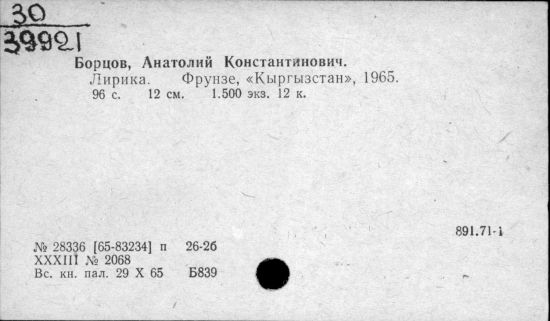 30
39921
Борцов, Анатолий Константинович.
Лирика. Фрунзе, «Кыргызстан», 1965.
96 с. 12 см. 1.500 экз. 12 к.
891.71-1
№ 28336 [65-83234] п 26-2б
XXXIII № 2068
Вс. кн. пал. 29 X 65 Б839